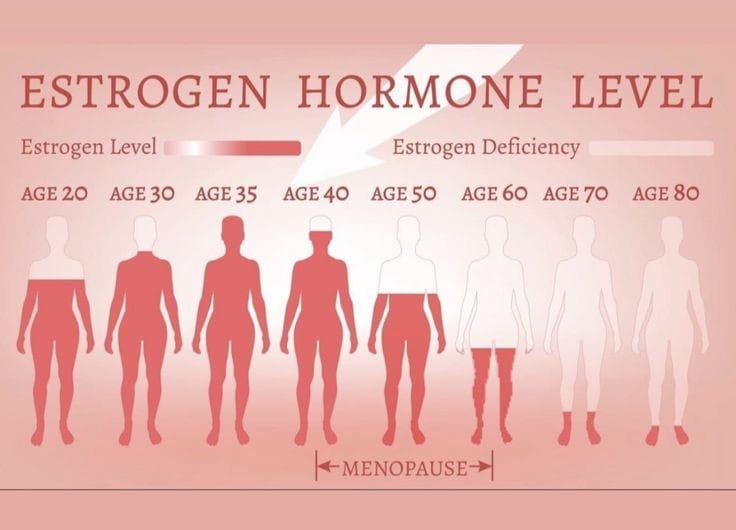 ESTROGEN HORMONE LEVEL
Estrogen Level Estrogen Deficiency
AGE 20 AGE 30 AGE 35 AGE 40 AGE 50 AGE 60 AGE 70 AGE 80
MENOPAUSE